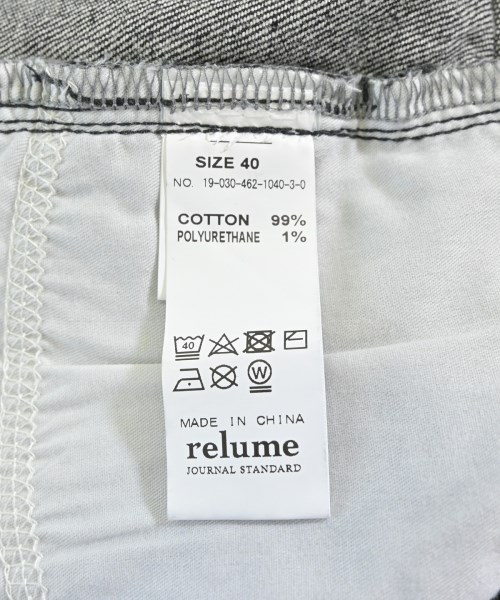 SIZE 40
NO. 19-030-462-1040-3-0
COTTON 99%
POLYURETHANE 1%
40
W
MADE IN CHINA
relume
JOURNAL STANDARD